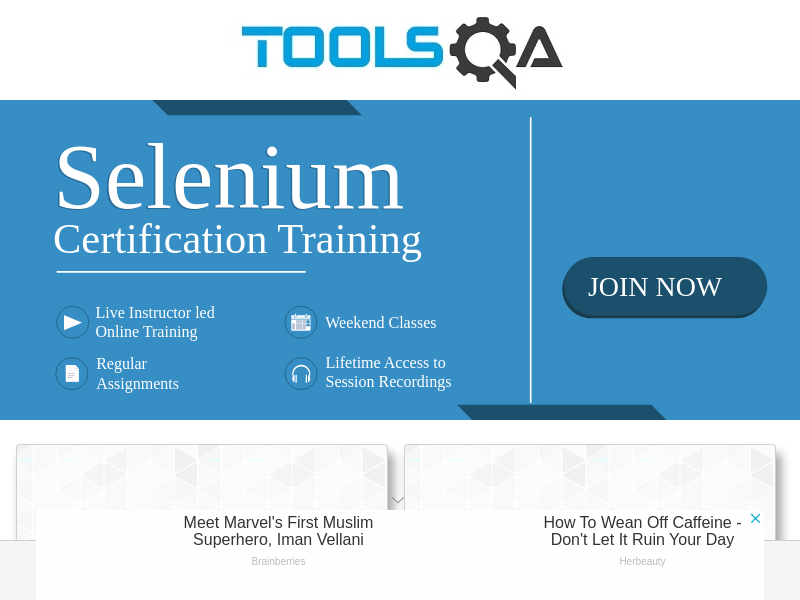 TOOLSQA
Selenium
Certification Training
JOIN NOW
Live Instructor led
Online Training
Weekend Classes
Regular
Assignments
Lifetime Access to
Session Recordings
Meet Marvel's First Muslim
Superhero, Iman Vellani
Brainberries
How To Wean Off Caffeine -
Don't Let It Ruin Your Day
Herbeauty